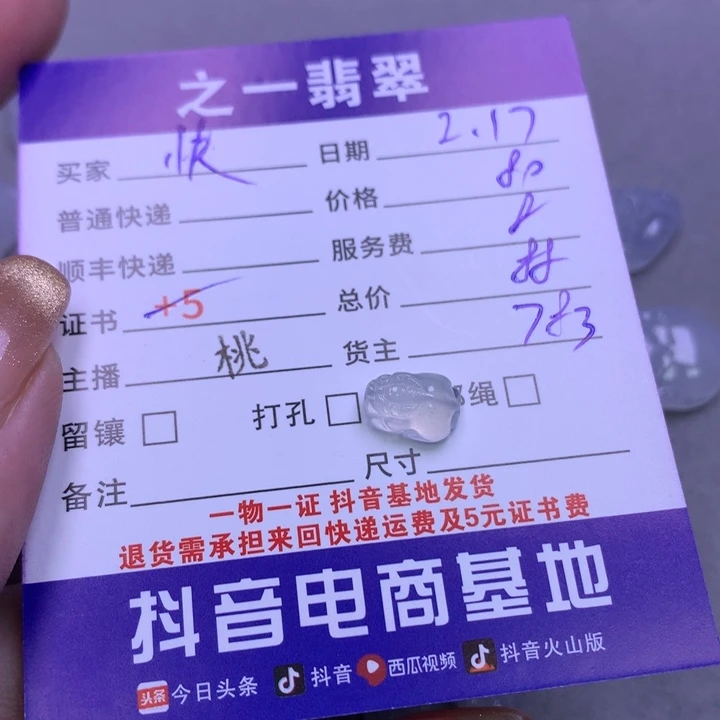 之一翡翠
买家 快 日期 2.17
普通快递 价格 80
顺丰快递 服务费
证书 +5 总价
主播 桃 货主 783
留镶 打孔 绳
备注 尺寸
一物一证 抖音基地发货
退货需承担来回快递运费及5元证书费
抖音电商基地
头条 今日头条 抖音 西瓜视频 抖音火山版